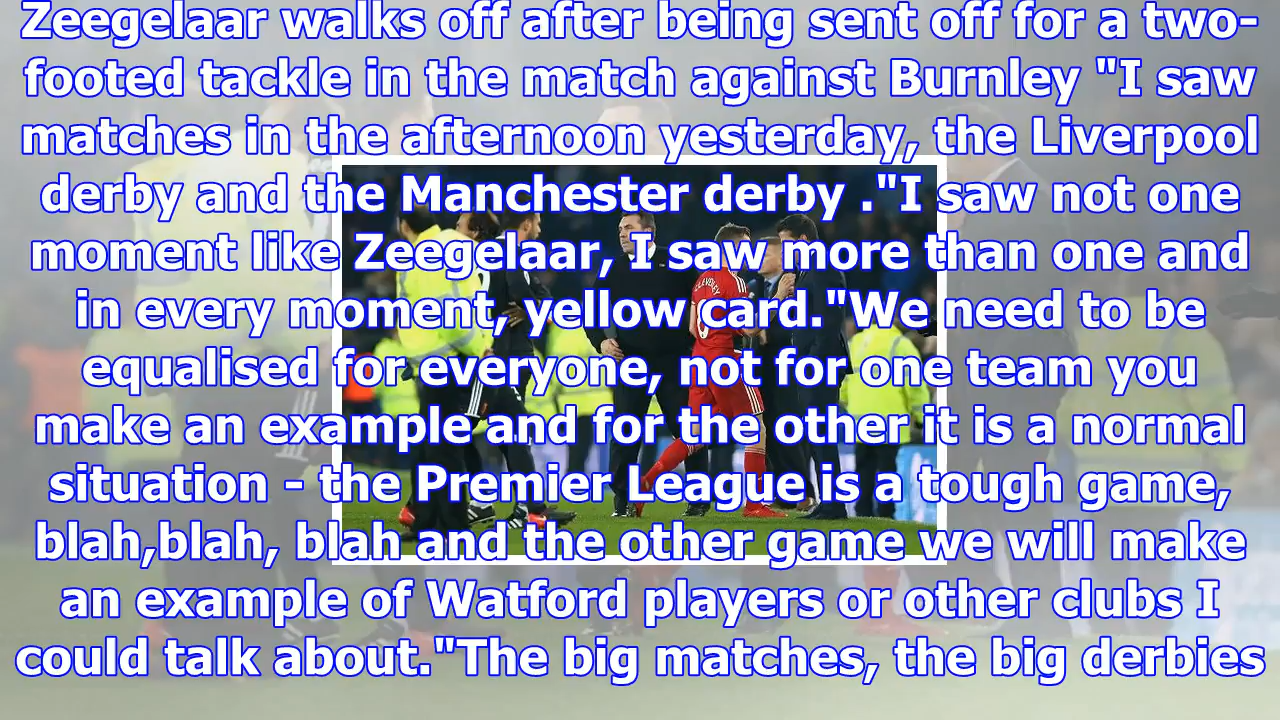 Zeegelaar walks off after being sent off for a two-
footed tackle in the match against Burnley "I saw
matches in the afternoon yesterday, the Liverpool
derby and the Manchester derby ."I saw not one
moment like Zeegelaar, I saw more than one and
in every moment, yellow card."We need to be
equalised for everyone, not for one team you
make an example and for the other it is a normal
situation - the Premier League is a tough game,
blah,blah, blah and the other game we will make
an example of Watford players or other clubs I
could talk about."The big matches, the big derbies
CLEVERLEY